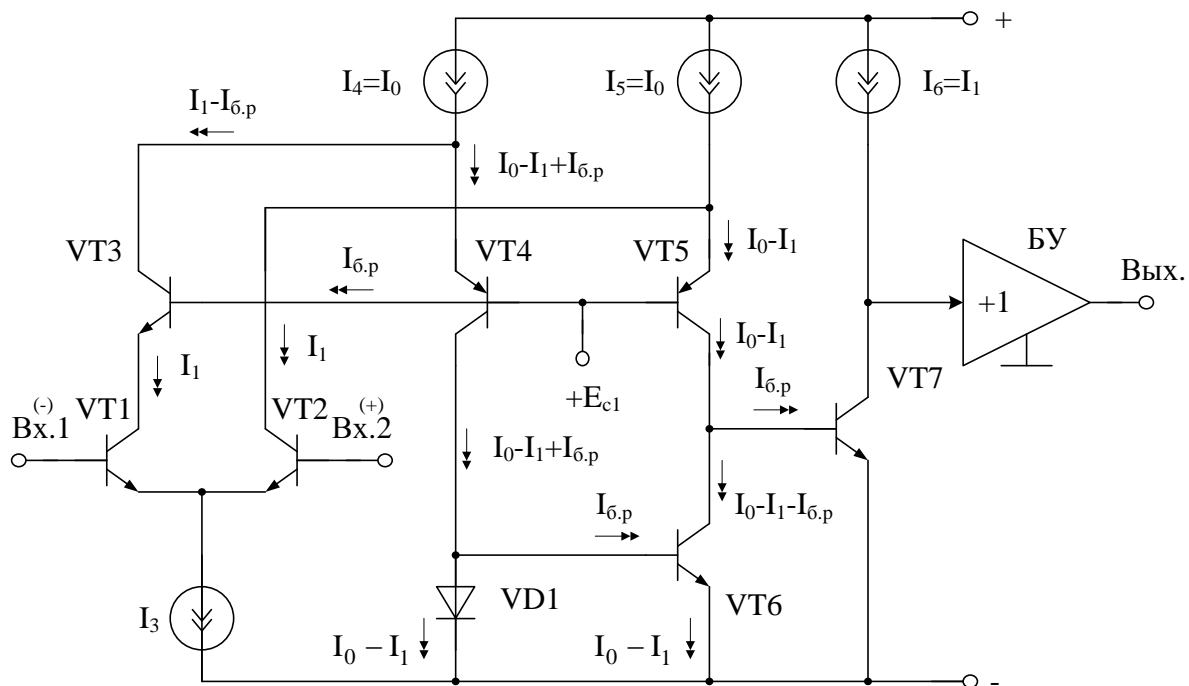 +
I₄=I₀
I₅=I₀
I₆=I₁
I₁-Iб.р
I₀-I₁+Iб.р
VT3
VT4
VT5
I₀-I₁
БУ
Iб.р
Вых.
+1
I₁
I₁
I₀-I₁
VT7
+Ec1
Iб.р
(-)
Вх.1
VT1
VT2
(+)
Вх.2
I₀-I₁+Iб.р
I₀-I₁-Iб.р
Iб.р
I₃
VD1
VT6
I₀ – I₁
I₀ – I₁
-